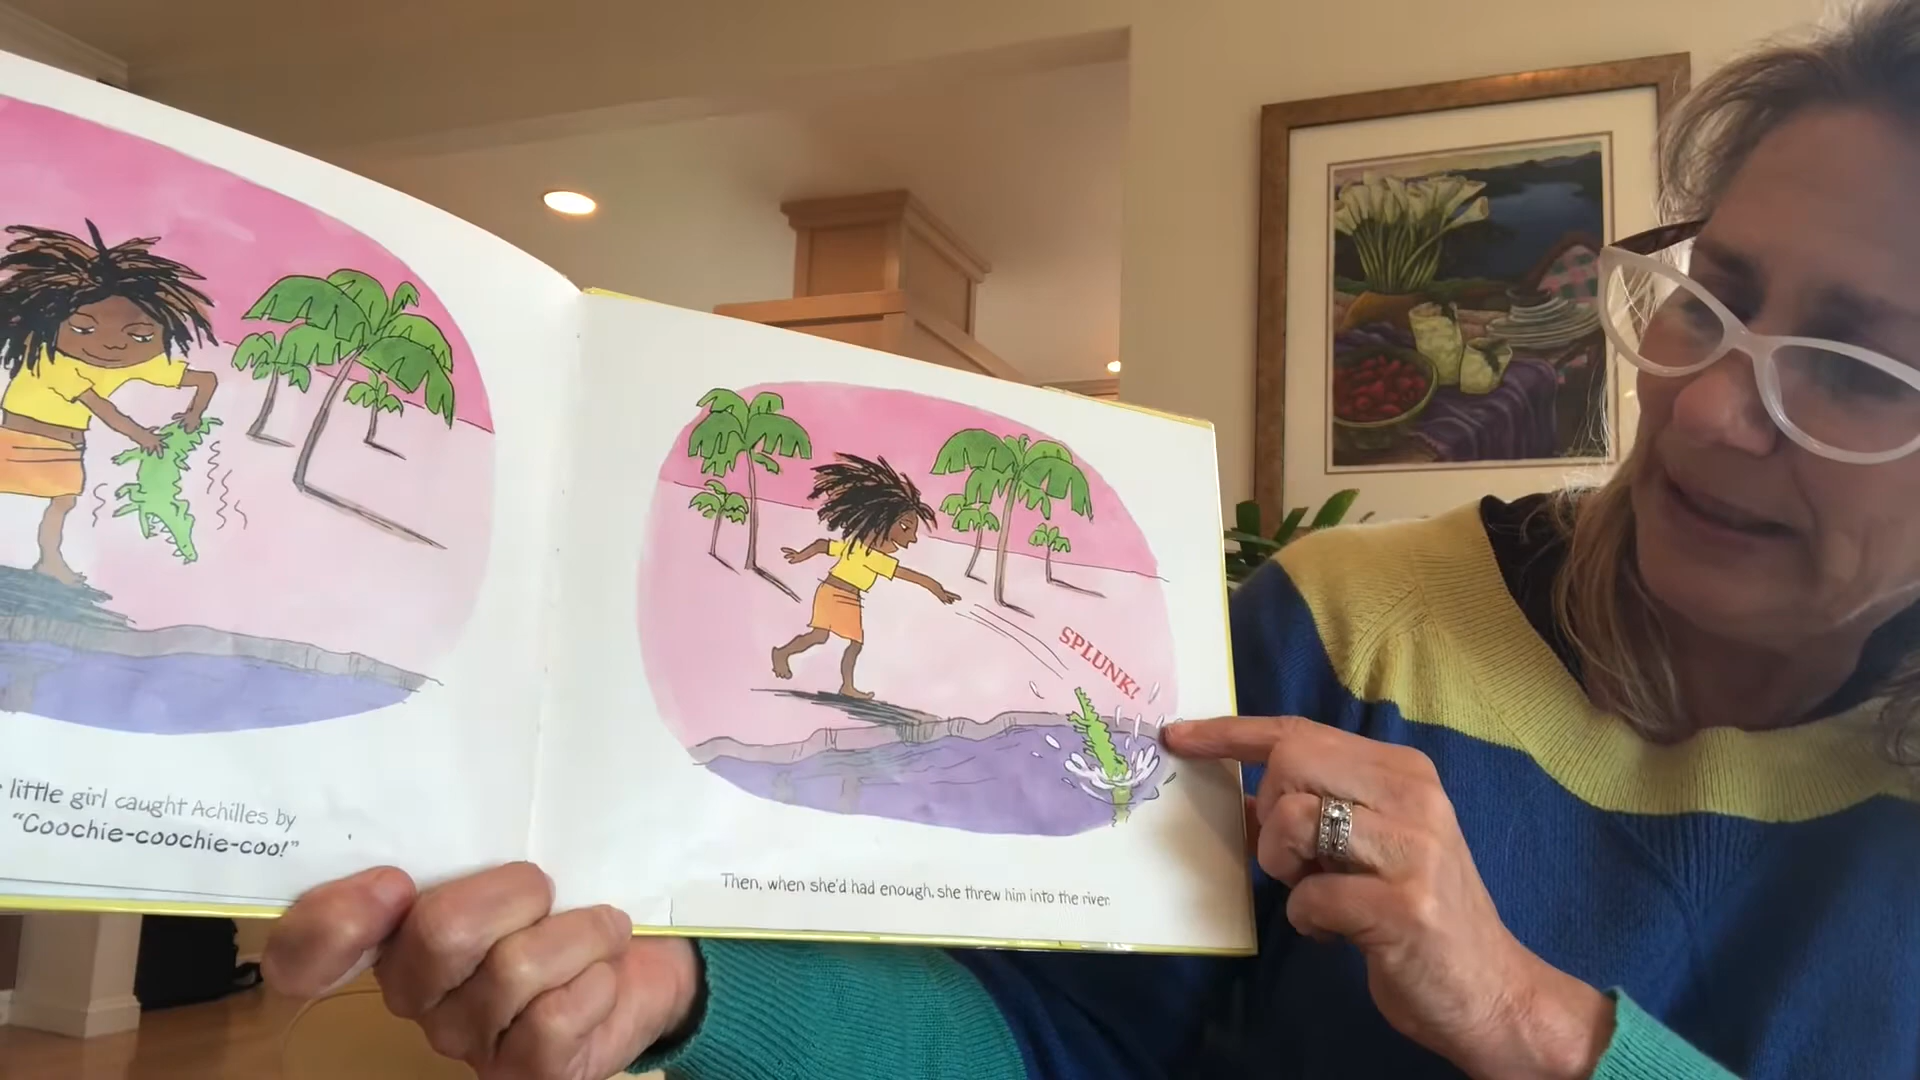 little girl caught Achilles by
"Coochie-coochie-coo!"
SPLUNK!
Then, when she'd had enough, she threw him into the river.